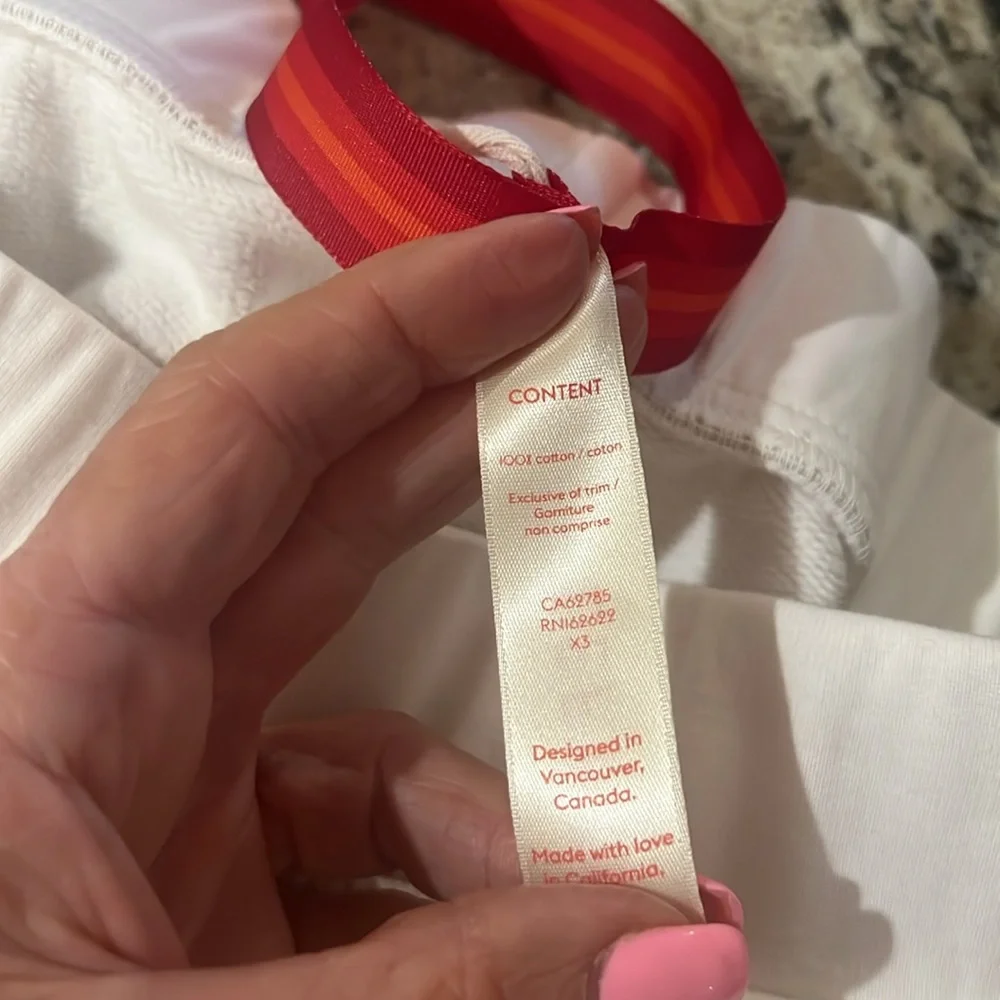 CONTENT
100% cotton / coton
Exclusive of trim /
Garniture
non comprise
CA62785
RN162622
X3
Designed in
Vancouver,
Canada.
Made with love
in California,